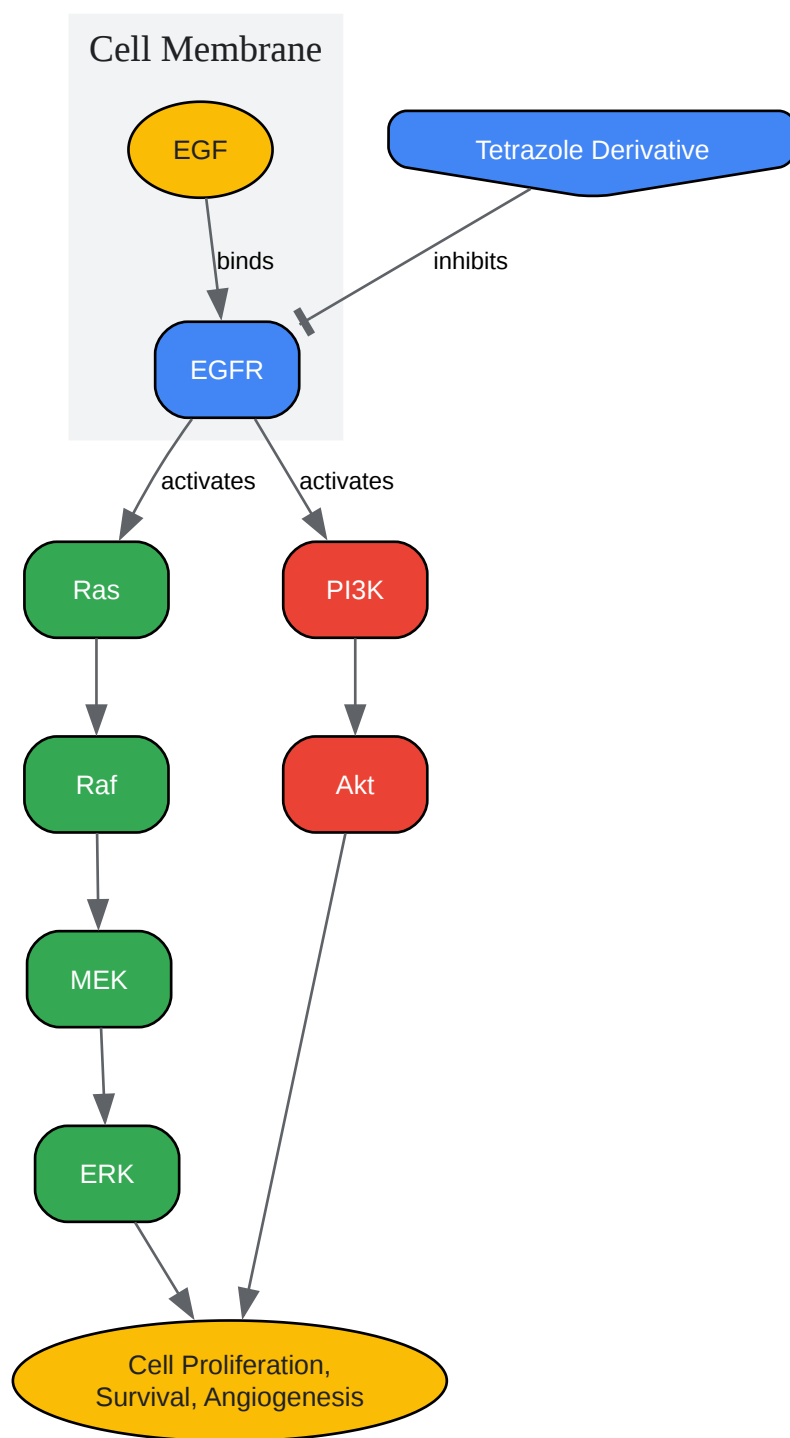 Cell Membrane
EGF
Tetrazole Derivative
binds
inhibits
EGFR
activates
activates
Ras
PI3K
Raf
Akt
MEK
ERK
Cell Proliferation,
Survival, Angiogenesis